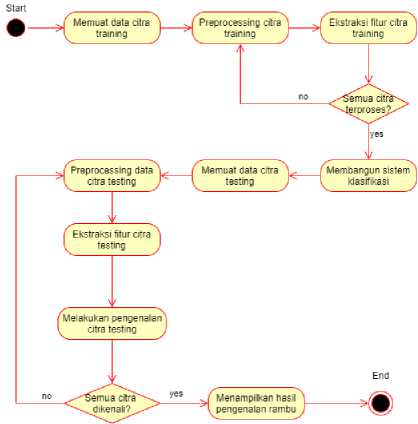 Start
Memuat data citra
training
Preprocessing citra
training
Ekstraksi fitur citra
training
no
Semua citra
terproses?
yes
Preprocessing data
citra testing
Memuat data citra
testing
Membangun sistem
klasifikasi
Ekstraksi fitur citra
testing
Melakukan pengenalan
citra testing
no
Semua citra
dikenali?
yes
Menampilkan hasil
pengenalan rambu
End